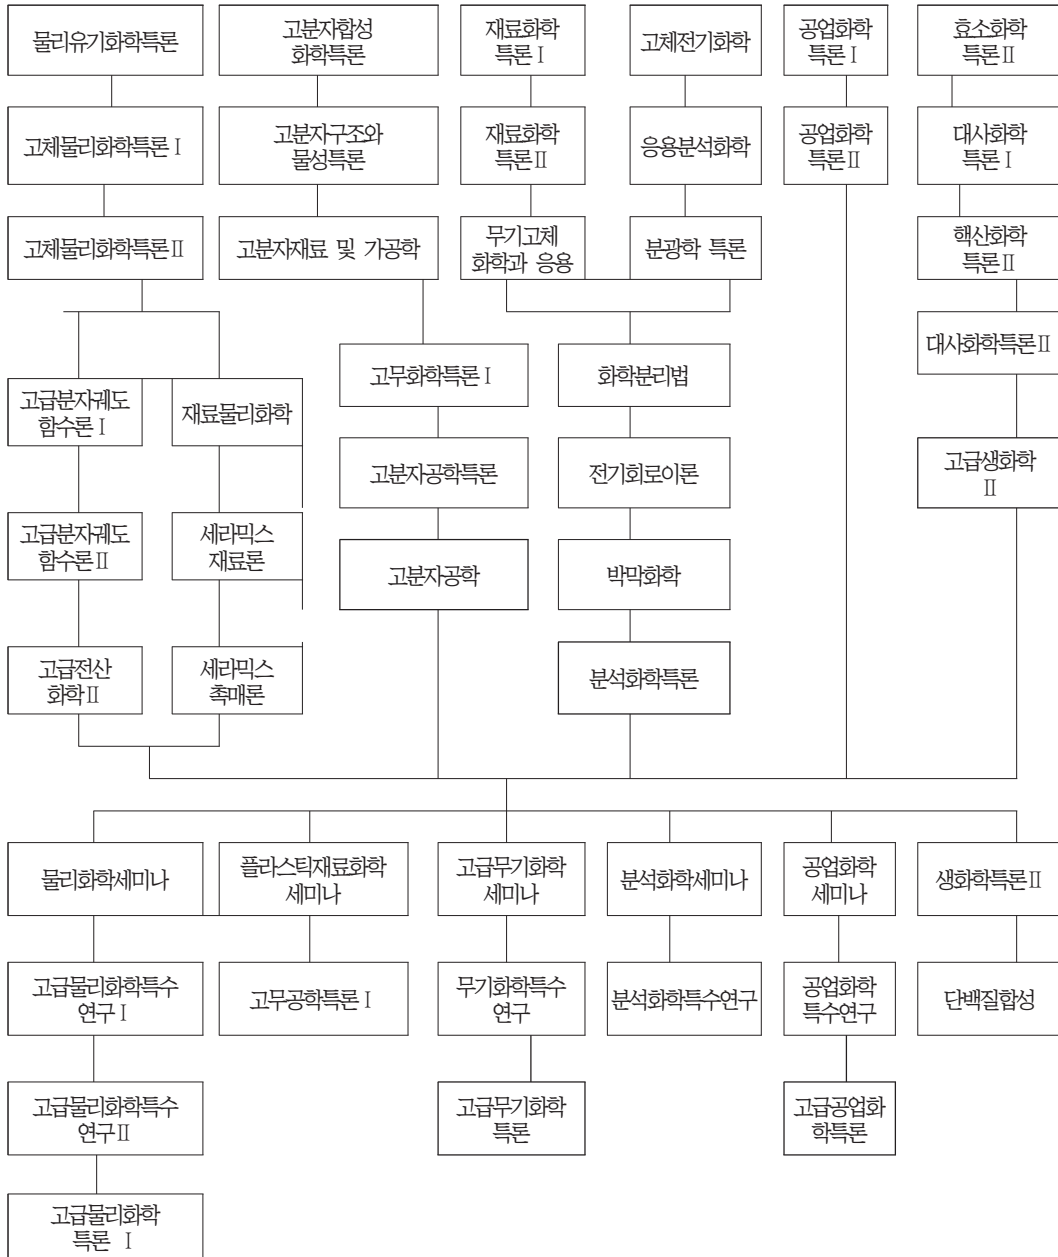 물리유기화학특론
고분자합성
화학특론
재료화학
특론Ⅰ
고체전기화학
공업화학
특론Ⅰ
효소화학
특론Ⅱ
고체물리화학특론Ⅰ
고분자구조와
물성특론
재료화학
특론Ⅱ
응용분석화학
공업화학
특론Ⅱ
대사화학
특론Ⅰ
고체물리화학특론Ⅱ
고분자재료 및 가공학
무기고체
화학과 응용
분광학 특론
핵산화학
특론Ⅱ
대사화학특론Ⅱ
고무화학특론Ⅰ
화학분리법
고급분자궤도
함수론Ⅰ
재료물리화학
고분자공학특론
전기회로이론
고급생화학
Ⅱ
고급분자궤도
함수론Ⅱ
세라믹스
재료론
고분자공학
박막화학
고급전산
화학Ⅱ
세라믹스
촉매론
분석화학특론
물리화학세미나
플라스틱재료화학
세미나
고급무기화학
세미나
분석화학세미나
공업화학
세미나
생화학특론Ⅱ
고급물리화학특수
연구Ⅰ
고무공학특론Ⅰ
무기화학특수
연구
분석화학특수연구
공업화학
특수연구
단백질합성
고급물리화학특수
연구Ⅱ
고급무기화학
특론
고급공업화
학특론
고급물리화학
특론 Ⅰ